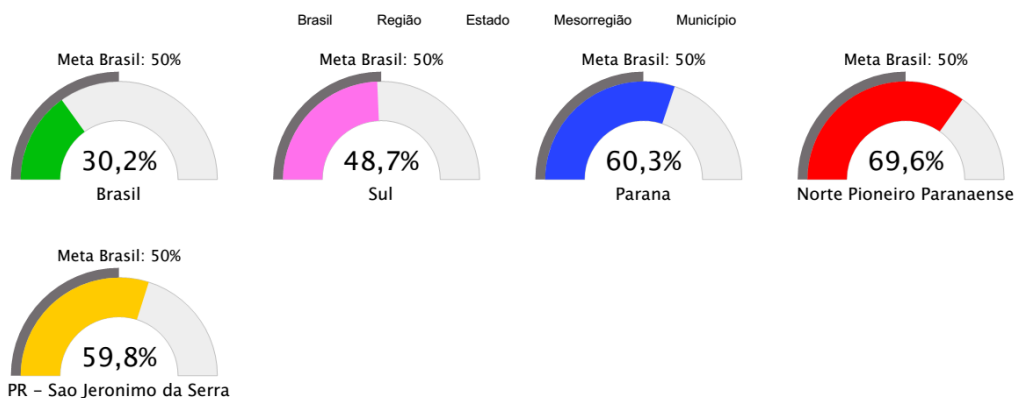 Brasil Região Estado Mesorregião Município
Meta Brasil: 50% Meta Brasil: 50% Meta Brasil: 50% Meta Brasil: 50%
30,2% 48,7% 60,3% 69,6%
Brasil Sul Parana Norte Pioneiro Paranaense
Meta Brasil: 50%
59,8%
PR – Sao Jeronimo da Serra